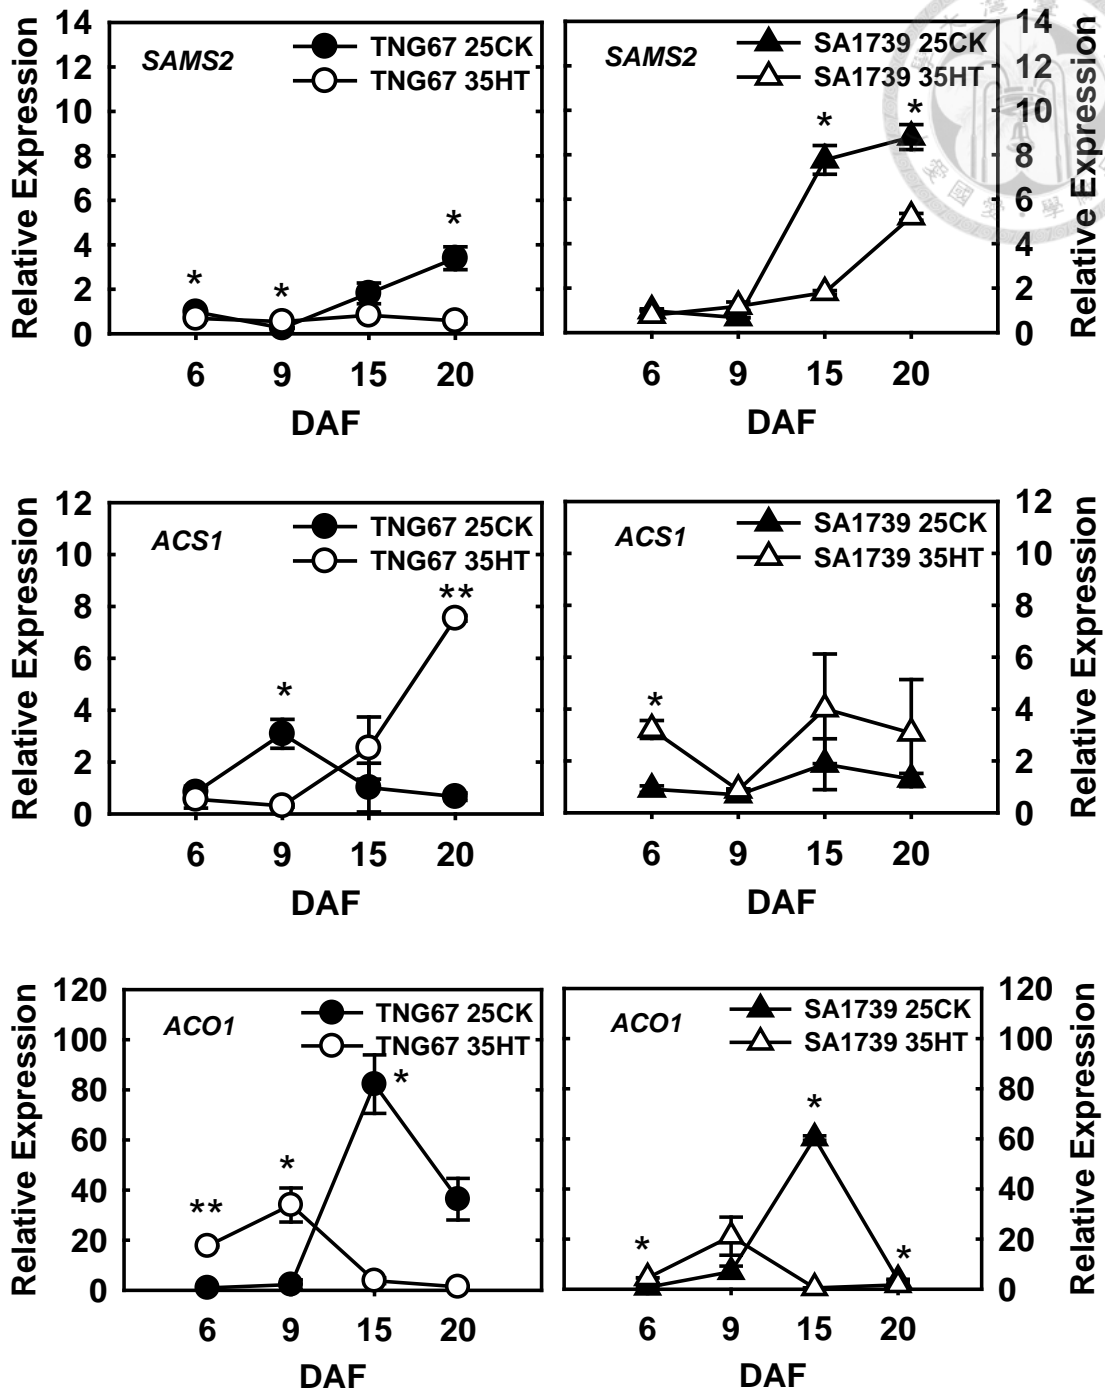 SAMS2
TNG67 25CK
TNG67 35HT
Relative Expression
14
12
10
8
6
4
2
0
*
*
*
6 9 15 20
DAF
SAMS2
SA1739 25CK
SA1739 35HT
*
*
14
12
10
8
6
4
2
0
Relative Expression
6 9 15 20
DAF
ACS1
TNG67 25CK
TNG67 35HT
Relative Expression
12
10
8
6
4
2
0
*
**
6 9 15 20
DAF
ACS1
SA1739 25CK
SA1739 35HT
*
12
10
8
6
4
2
0
Relative Expression
6 9 15 20
DAF
ACO1
TNG67 25CK
TNG67 35HT
Relative Expression
120
100
80
60
40
20
0
**
*
*
6 9 15 20
DAF
ACO1
SA1739 25CK
SA1739 35HT
*
*
*
120
100
80
60
40
20
0
Relative Expression
6 9 15 20
DAF
大灣
愛國愛學